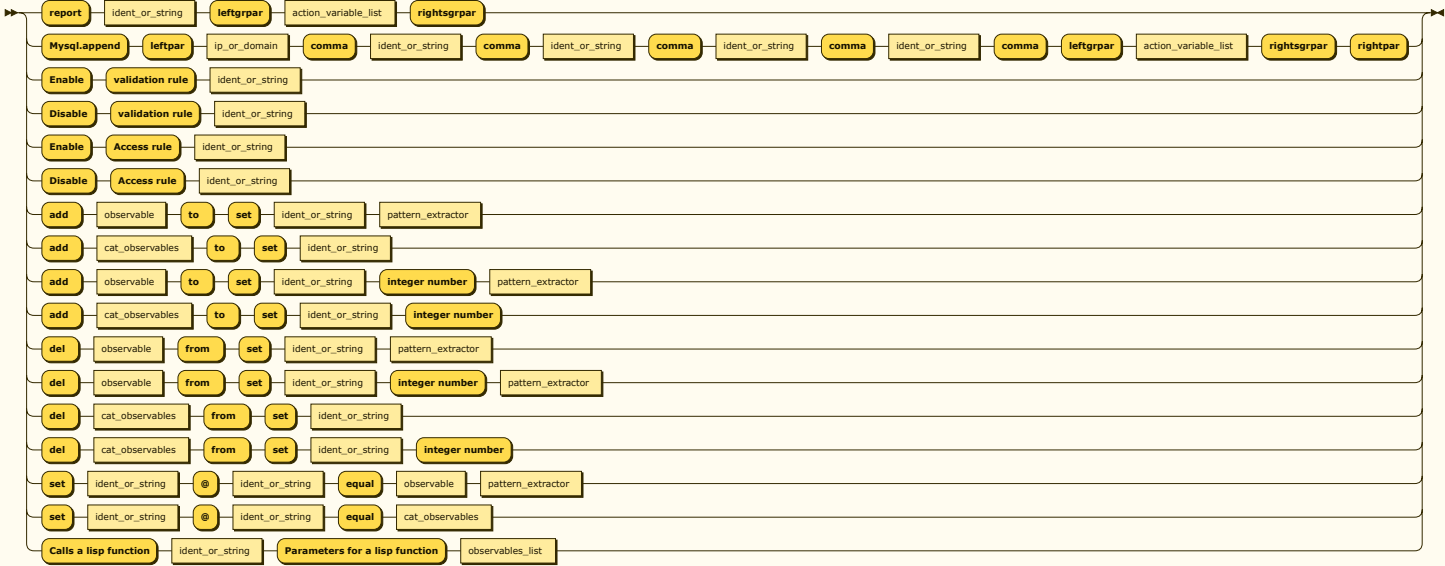 report ident_or_string leftgrpar action_variable_list rightsgrpar
Mysql.append leftpar ip_or_domain comma ident_or_string comma ident_or_string comma ident_or_string comma ident_or_string comma leftgrpar action_variable_list rightsgrpar rightpar
Enable validation rule ident_or_string
Disable validation rule ident_or_string
Enable Access rule ident_or_string
Disable Access rule ident_or_string
add observable to set ident_or_string pattern_extractor
add cat_observables to set ident_or_string
add observable to set ident_or_string integer number pattern_extractor
add cat_observables to set ident_or_string integer number
del observable from set ident_or_string pattern_extractor
del observable from set ident_or_string integer number pattern_extractor
del cat_observables from set ident_or_string
del cat_observables from set ident_or_string integer number
set ident_or_string @ ident_or_string equal observable pattern_extractor
set ident_or_string @ ident_or_string equal cat_observables
Calls a lisp function ident_or_string Parameters for a lisp function observables_list